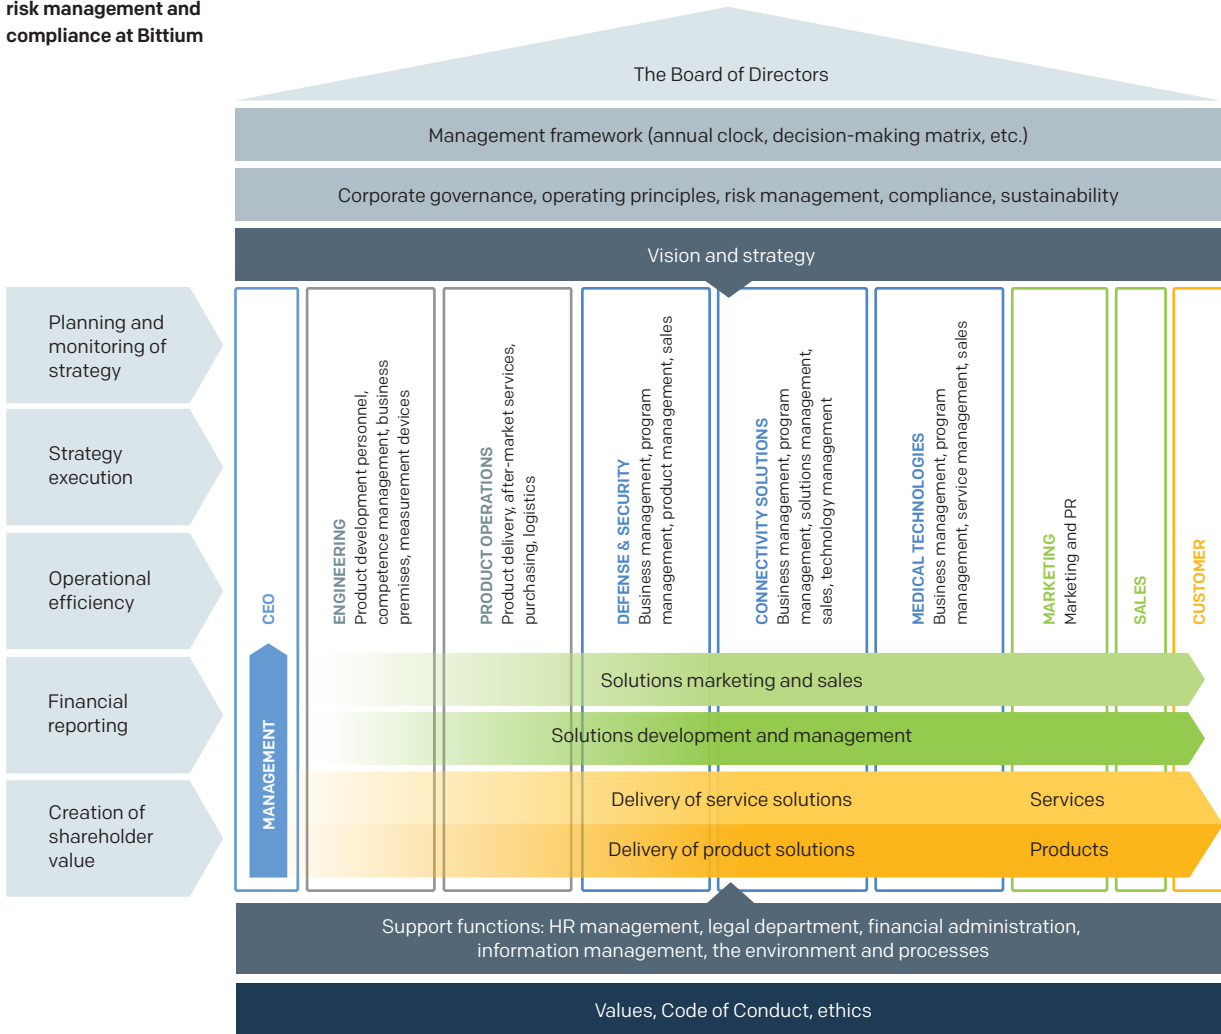 risk management and
compliance at Bittium
The Board of Directors
Management framework (annual clock, decision-making matrix, etc.)
Corporate governance, operating principles, risk management, compliance, sustainability
Vision and strategy
Planning and
monitoring of
strategy
Strategy
execution
Operational
efficiency
Financial
reporting
Creation of
shareholder
value
CEO
MANAGEMENT
ENGINEERING
Product development personnel,
competence management, business
premises, measurement devices
PRODUCT OPERATIONS
Product delivery, after-market services,
purchasing, logistics
DEFENSE & SECURITY
Business management, program
management, product management, sales
CONNECTIVITY SOLUTIONS
Business management, program
management, solutions management,
sales, technology management
MEDICAL TECHNOLOGIES
Business management, program
management, service management, sales
MARKETING
Marketing and PR
SALES
CUSTOMER
Solutions marketing and sales
Solutions development and management
Delivery of service solutions
Services
Delivery of product solutions
Products
Support functions: HR management, legal department, financial administration,
information management, the environment and processes
Values, Code of Conduct, ethics